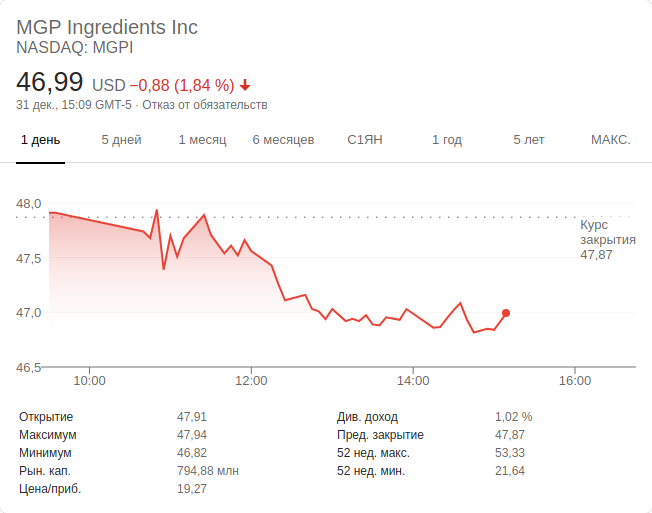 MGP Ingredients Inc
NASDAQ: MGPI
46,99 USD −0,88 (1,84 %)
31 дек., 15:09 GMT-5 · Отказ от обязательств
1 день 5 дней 1 месяц 6 месяцев С1ЯН 1 год 5 лет МАКС.
48,0
Курс
закрытия
47,87
47,5
47,0
46,5
10:00 12:00 14:00 16:00
Открытие 47,91 Див. доход 1,02 %
Максимум 47,94 Пред. закрытие 47,87
Минимум 46,82 52 нед. макс. 53,33
Рын. кап. 794,88 млн 52 нед. мин. 21,64
Цена/приб. 19,27